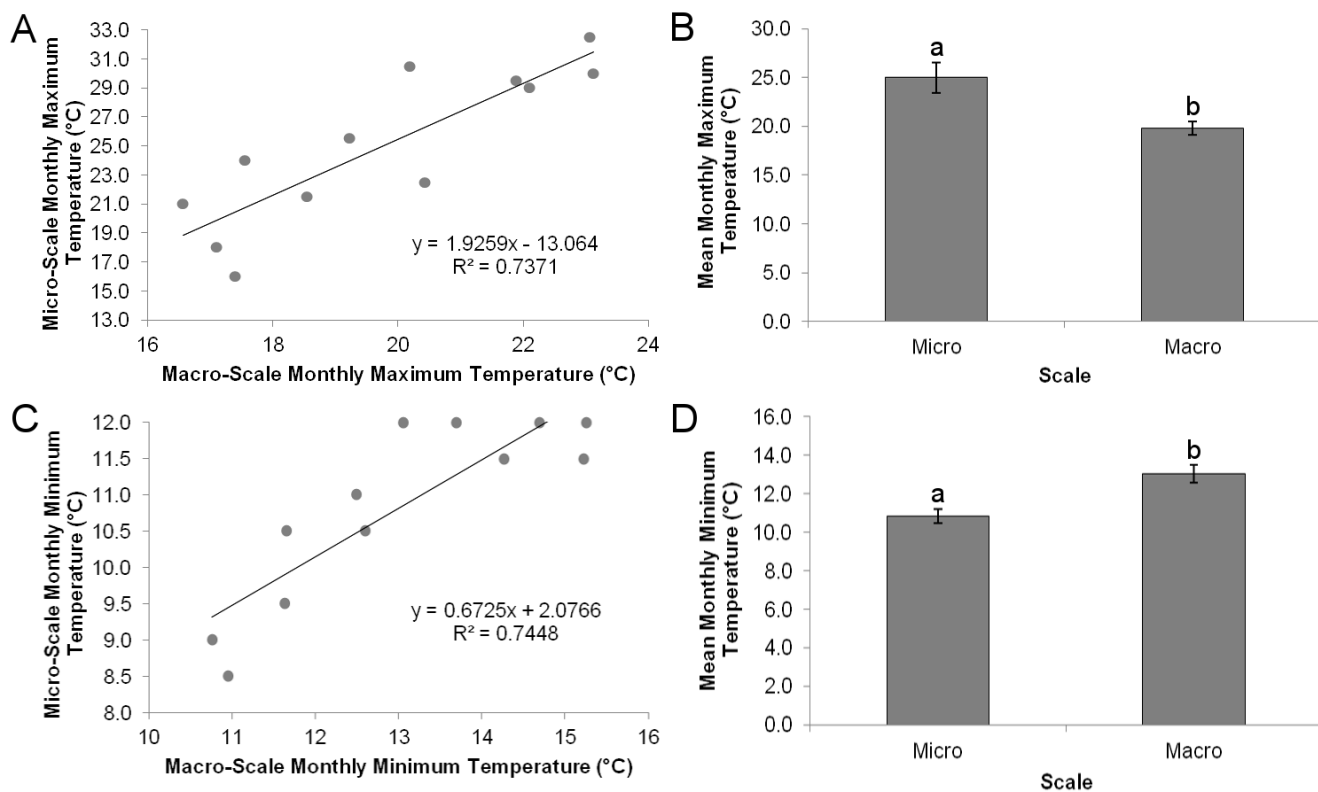 A
Micro-Scale Monthly Maximum
Temperature (°C)
33.0
31.0
29.0
27.0
25.0
23.0
21.0
19.0
17.0
15.0
13.0
y = 1.9259x - 13.064
R² = 0.7371
16
18
20
22
24
Macro-Scale Monthly Maximum Temperature (°C)
B
Mean Monthly Maximum
Temperature (°C)
30.0
25.0
20.0
15.0
10.0
5.0
0.0
a
b
Micro
Macro
Scale
C
Micro-Scale Monthly Minimum
Temperature (°C)
12.0
11.5
11.0
10.5
10.0
9.5
9.0
8.5
8.0
y = 0.6725x + 2.0766
R² = 0.7448
10
11
12
13
14
15
16
Macro-Scale Monthly Minimum Temperature (°C)
D
Mean Monthly Minimum
Temperature (°C)
16.0
14.0
12.0
10.0
8.0
6.0
4.0
2.0
0.0
a
b
Micro
Macro
Scale